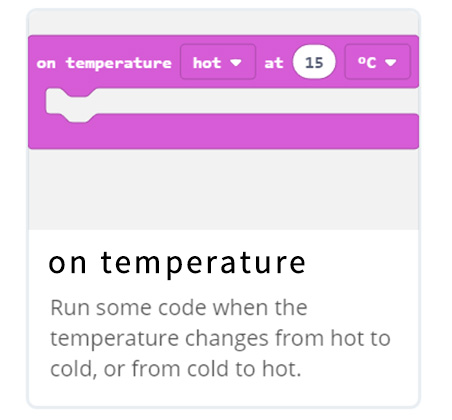 on temperature hot at 15 ºC
on temperature
Run some code when the
temperature changes from hot to
cold, or from cold to hot.